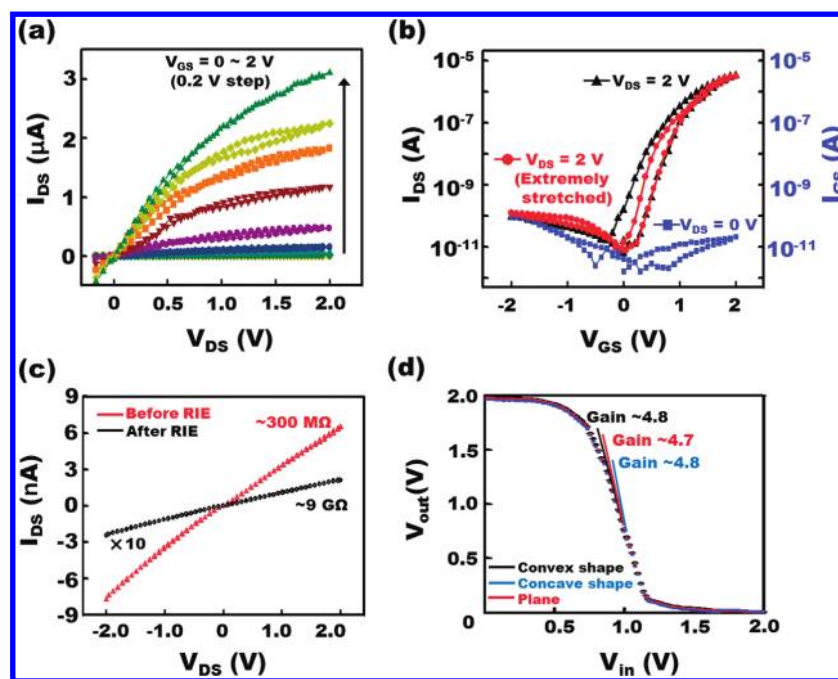 (a)
V_GS = 0 ~ 2 V
(0.2 V step)
I_DS (μA)
3
2
1
0
0 0.5 1.0 1.5 2.0
V_DS (V)
(b)
10^-5
10^-7
10^-9
10^-11
I_DS (A)
V_DS = 2 V
V_DS = 2 V
(Extremely
stretched)
V_DS = 0 V
10^-5
10^-7
10^-9
10^-11
(A)
-2 -1 0 1 2
V_GS (V)
(c)
9
6
3
0
-3
-6
-9
I_DS [nA)
Before RIE
After RIE
~300 MΩ
~9 GΩ
×10
-2.0 -1.0 0 1.0 2.0
V_DS (V)
(d)
2.0
1.5
1.0
0.5
0
V_out(V)
Gain ~4.8
Gain ~4.7
Gain ~4.8
Convex shape
Concave shape
Plane
0.5 1.0 1.5 2.0
V_in (V)